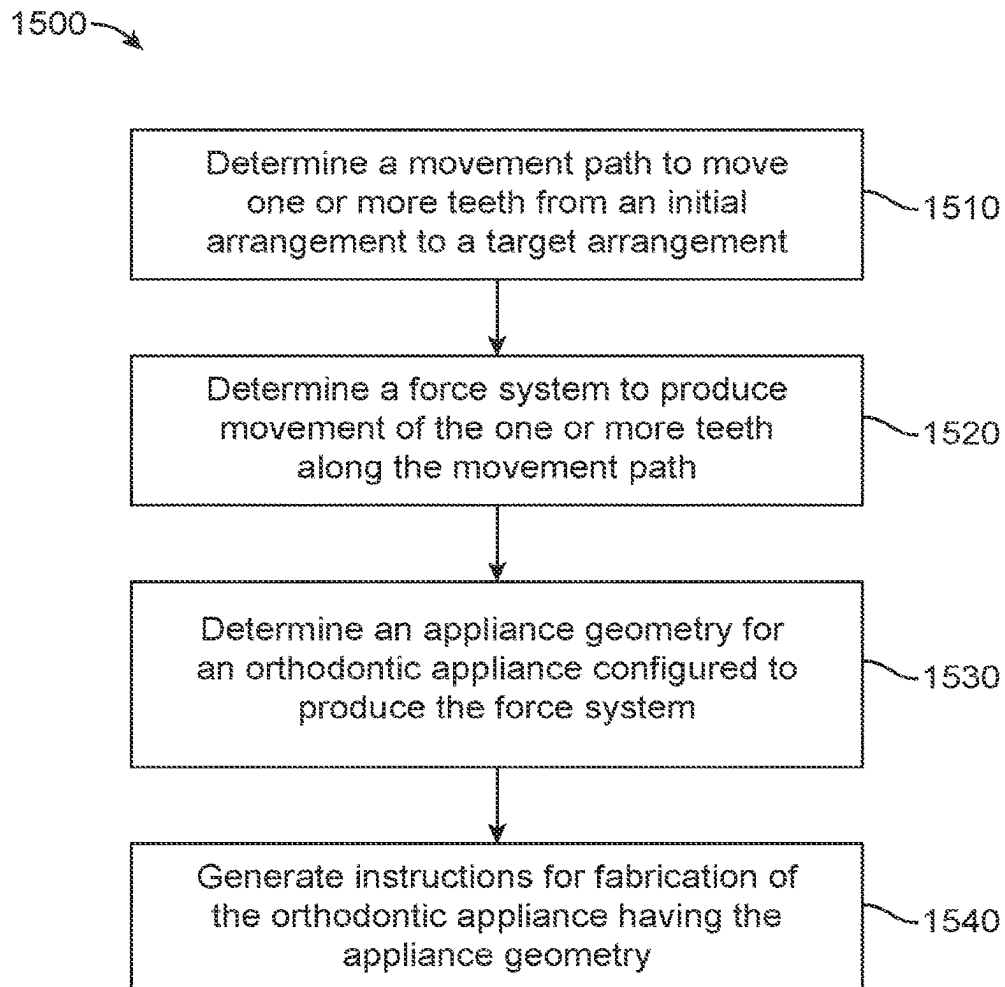 1500
Determine a movement path to move
one or more teeth from an initial
arrangement to a target arrangement
1510
Determine a force system to produce
movement of the one or more teeth
along the movement path
1520
Determine an appliance geometry for
an orthodontic appliance configured to
produce the force system
1530
Generate instructions for fabrication of
the orthodontic appliance having the
appliance geometry
1540